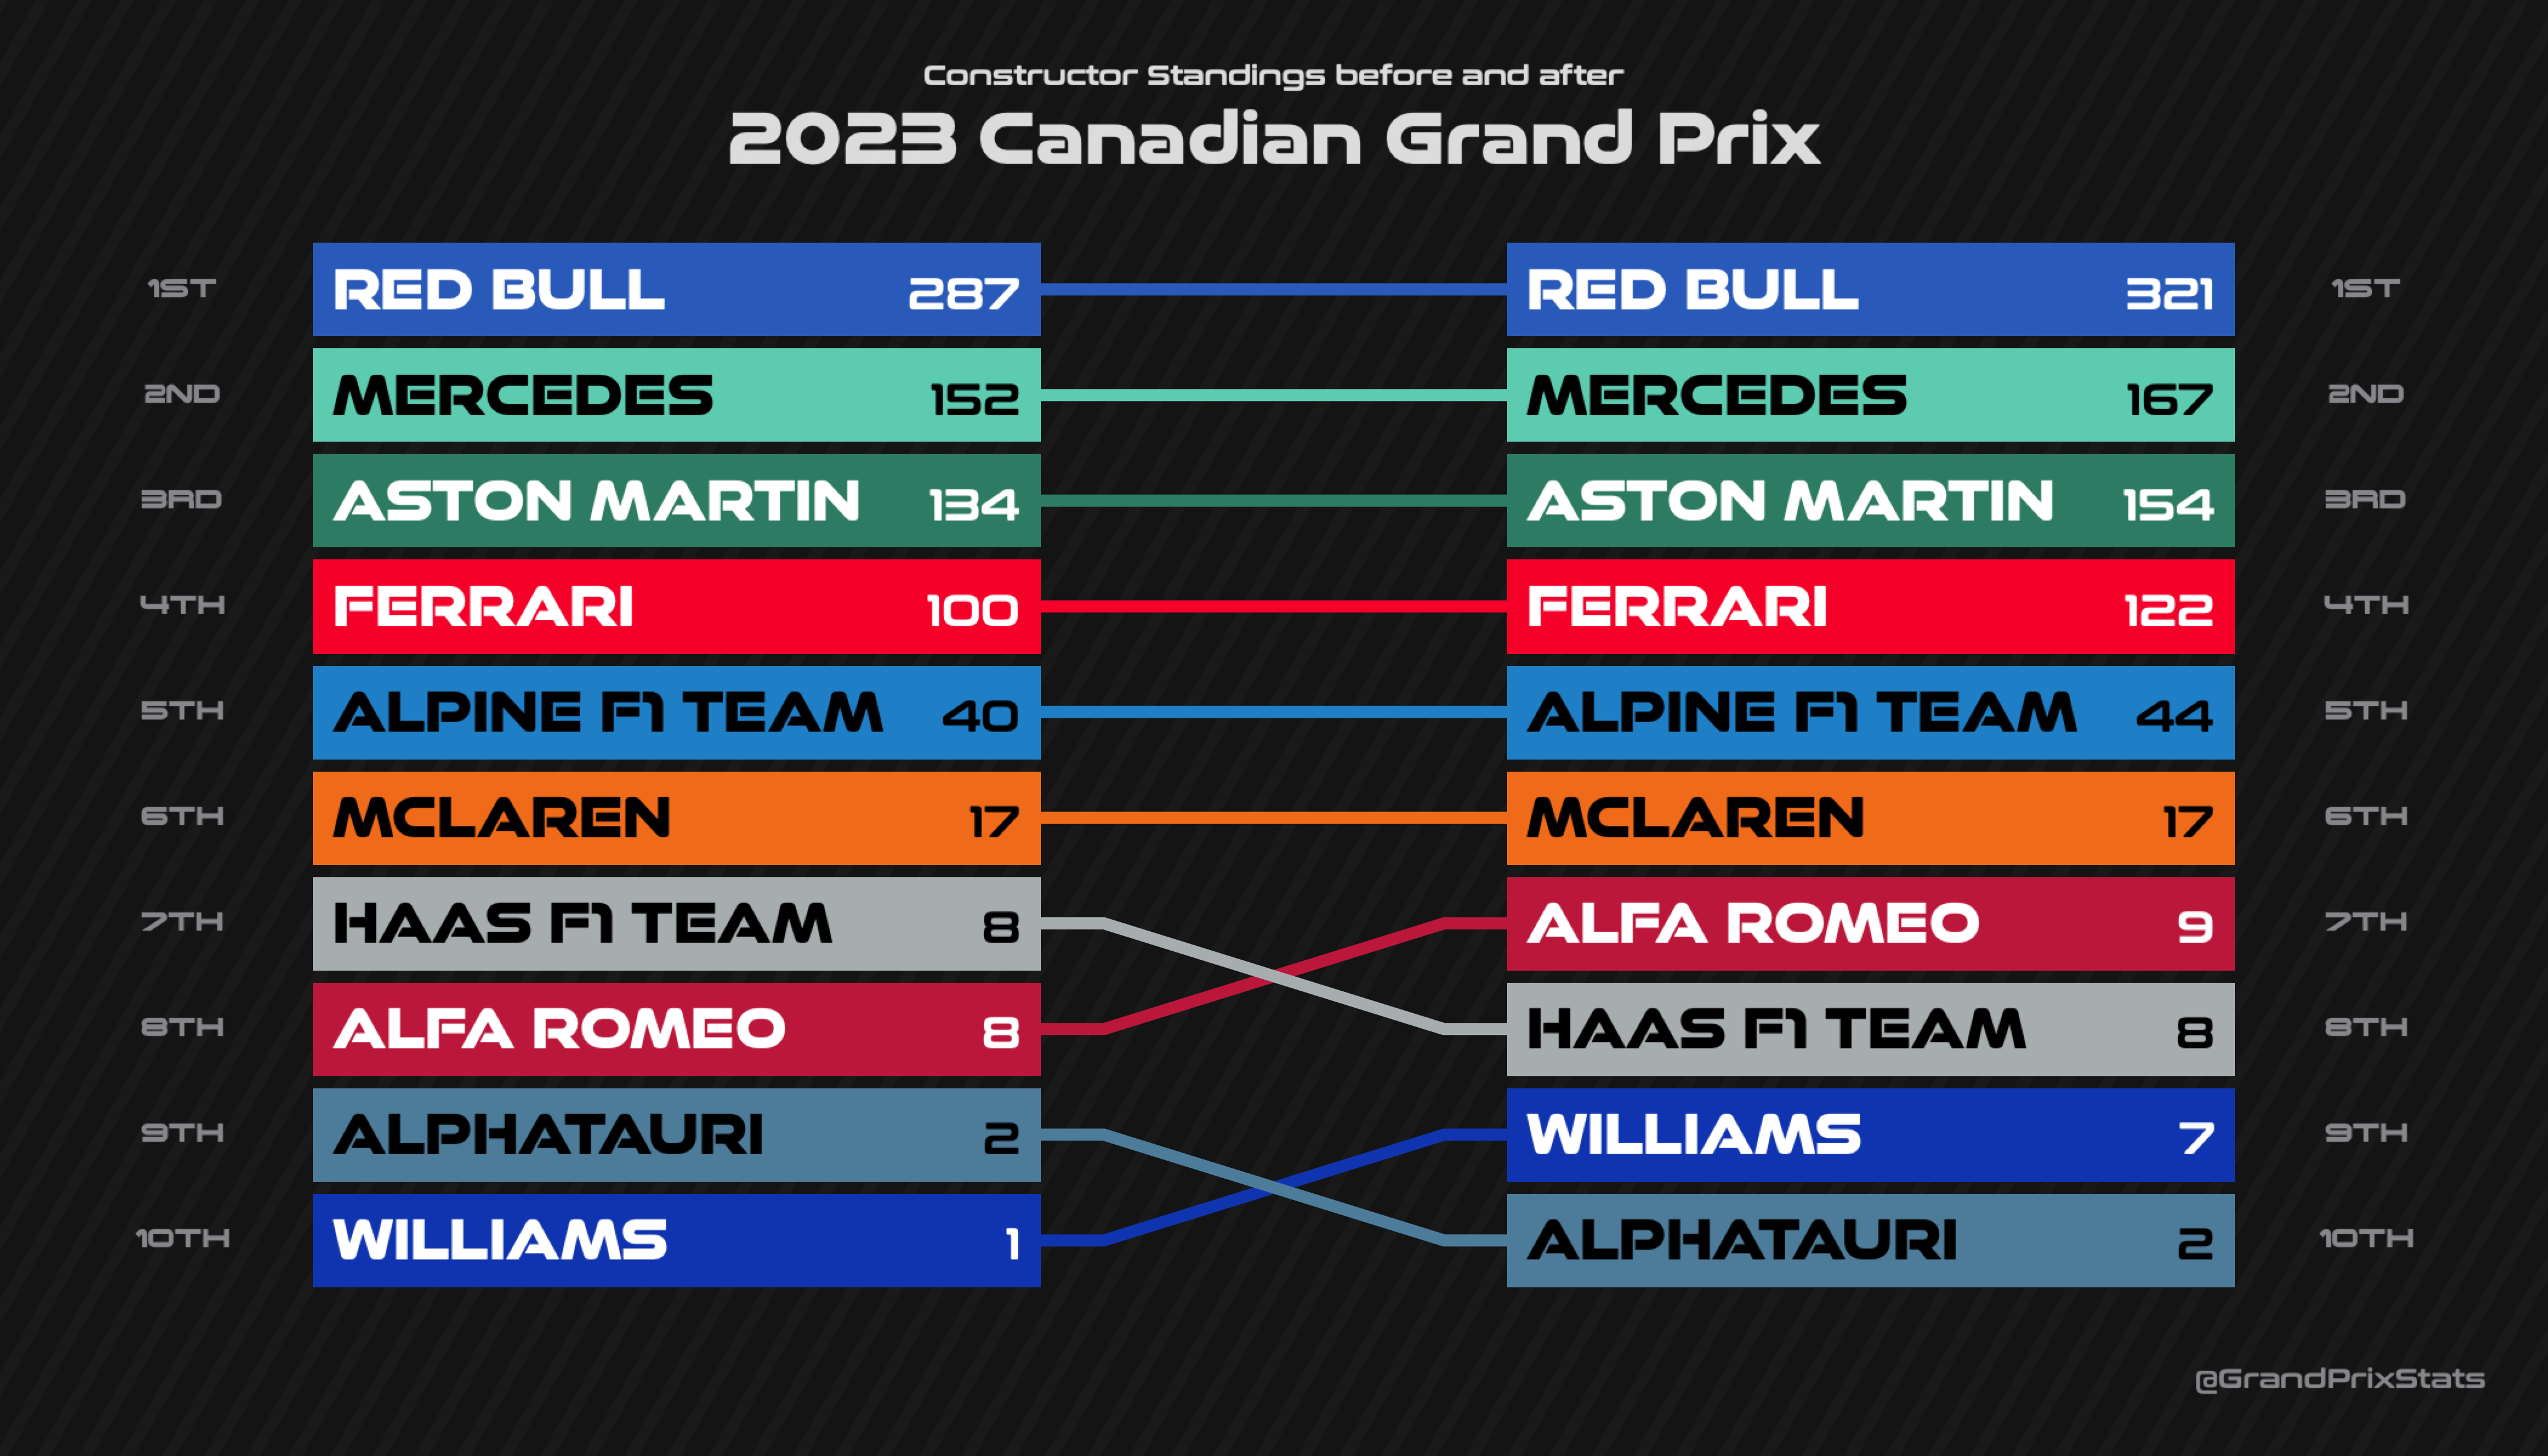 Constructor Standings before and after
2023 Canadian Grand Prix
1ST RED BULL 287 RED BULL 321 1ST
2ND MERCEDES 152 MERCEDES 167 2ND
3RD ASTON MARTIN 134 ASTON MARTIN 154 3RD
4TH FERRARI 100 FERRARI 122 4TH
5TH ALPINE F1 TEAM 40 ALPINE F1 TEAM 44 5TH
6TH MCLAREN 17 MCLAREN 17 6TH
7TH HAAS F1 TEAM 8 ALFA ROMEO 9 7TH
8TH ALFA ROMEO 8 HAAS F1 TEAM 8 8TH
9TH ALPHATAURI 2 WILLIAMS 7 9TH
10TH WILLIAMS 1 ALPHATAURI 2 10TH
@GrandPrixStats